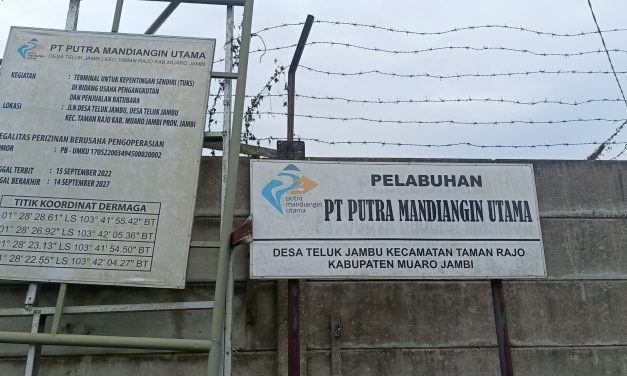 PT PUTRA MANDIANGIN UTAMA
DESA TELUK JAMBU KEC TAMAN RAJO KAB MUARO JAMBI
KEGIATAN : TERMINAL UNTUK KEPENTINGAN SENDIRI (TUKS)
DI BIDANG USAHA PENGANGKUTAN
DAN PENJUALAN BATUBARA
LOKASI : JLN DESA TELUK JAMBU, DESA TELUK JAMBU
KEC. TAMAN RAJO KAB. MUARO JAMBI PROV. JAMBI
EGALITAS PERIZINAN BERUSAHA PENGOPERASIAN
OMOR : PB - UMKU 170522003494500020002
GGAL TERBIT : 15 SEPTEMBER 2022
GAL BERAKHIR : 14 SEPTEMBER 2027
TITIK KOORDINAT DERMAGA
01° 28' 28.61" LS 103° 41' 55.42" BT
01° 28' 26.92" LS 103° 42' 05.36" BT
01° 28' 23.13" LS 103° 41' 54.50" BT
1° 28' 22.55" LS 103° 42' 04.27" BT
putra
mandiangin
utama
PELABUHAN
PT PUTRA MANDIANGIN UTAMA
DESA TELUK JAMBU KECAMATAN TAMAN RAJO
KABUPATEN MUARO JAMBI